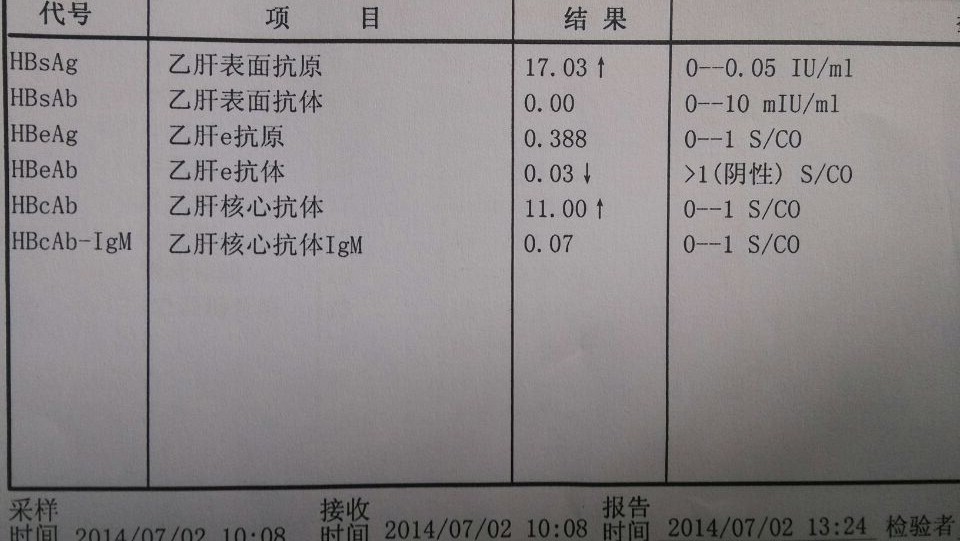 代号 项 目 结 果
HBsAg 乙肝表面抗原 17.03↑ 0--0.05 IU/ml
HBsAb 乙肝表面抗体 0.00 0--10 mIU/ml
HBeAg 乙肝e抗原 0.388 0--1 S/CO
HBeAb 乙肝e抗体 0.03↓ >1(阴性) S/CO
HBcAb 乙肝核心抗体 11.00↑ 0--1 S/CO
HBcAb-IgM 乙肝核心抗体IgM 0.07 0--1 S/CO
采样 接收 报告
时间 2014/07/02 10:08 时间 2014/07/02 10:08 时间 2014/07/02 13:24 检验者